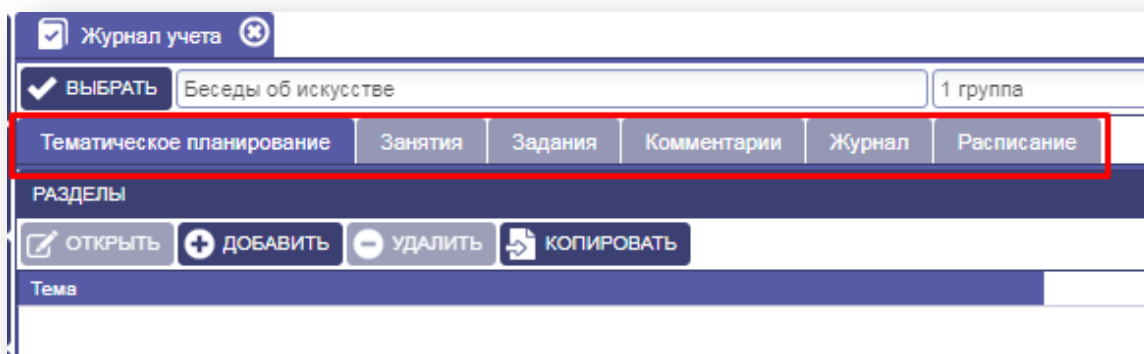 Журнал учета
ВЫБРАТЬ Беседы об искусстве 1 группа
Тематическое планирование Занятия Задания Комментарии Журнал Расписание
РАЗДЕЛЫ
ОТКРЫТЬ ДОБАВИТЬ УДАЛИТЬ КОПИРОВАТЬ
Тема